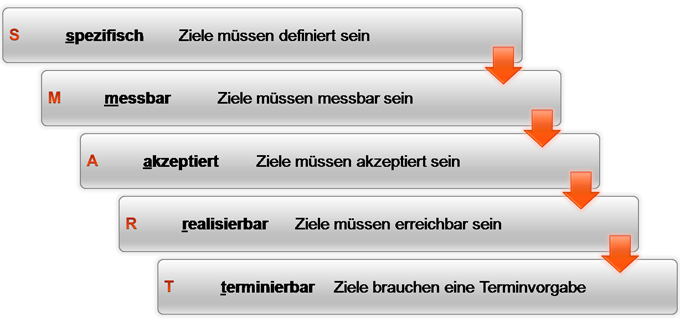 S spezifisch Ziele müssen definiert sein
M messbar Ziele müssen messbar sein
A akzeptiert Ziele müssen akzeptiert sein
R realisierbar Ziele müssen erreichbar sein
T terminierbar Ziele brauchen eine Terminvorgabe